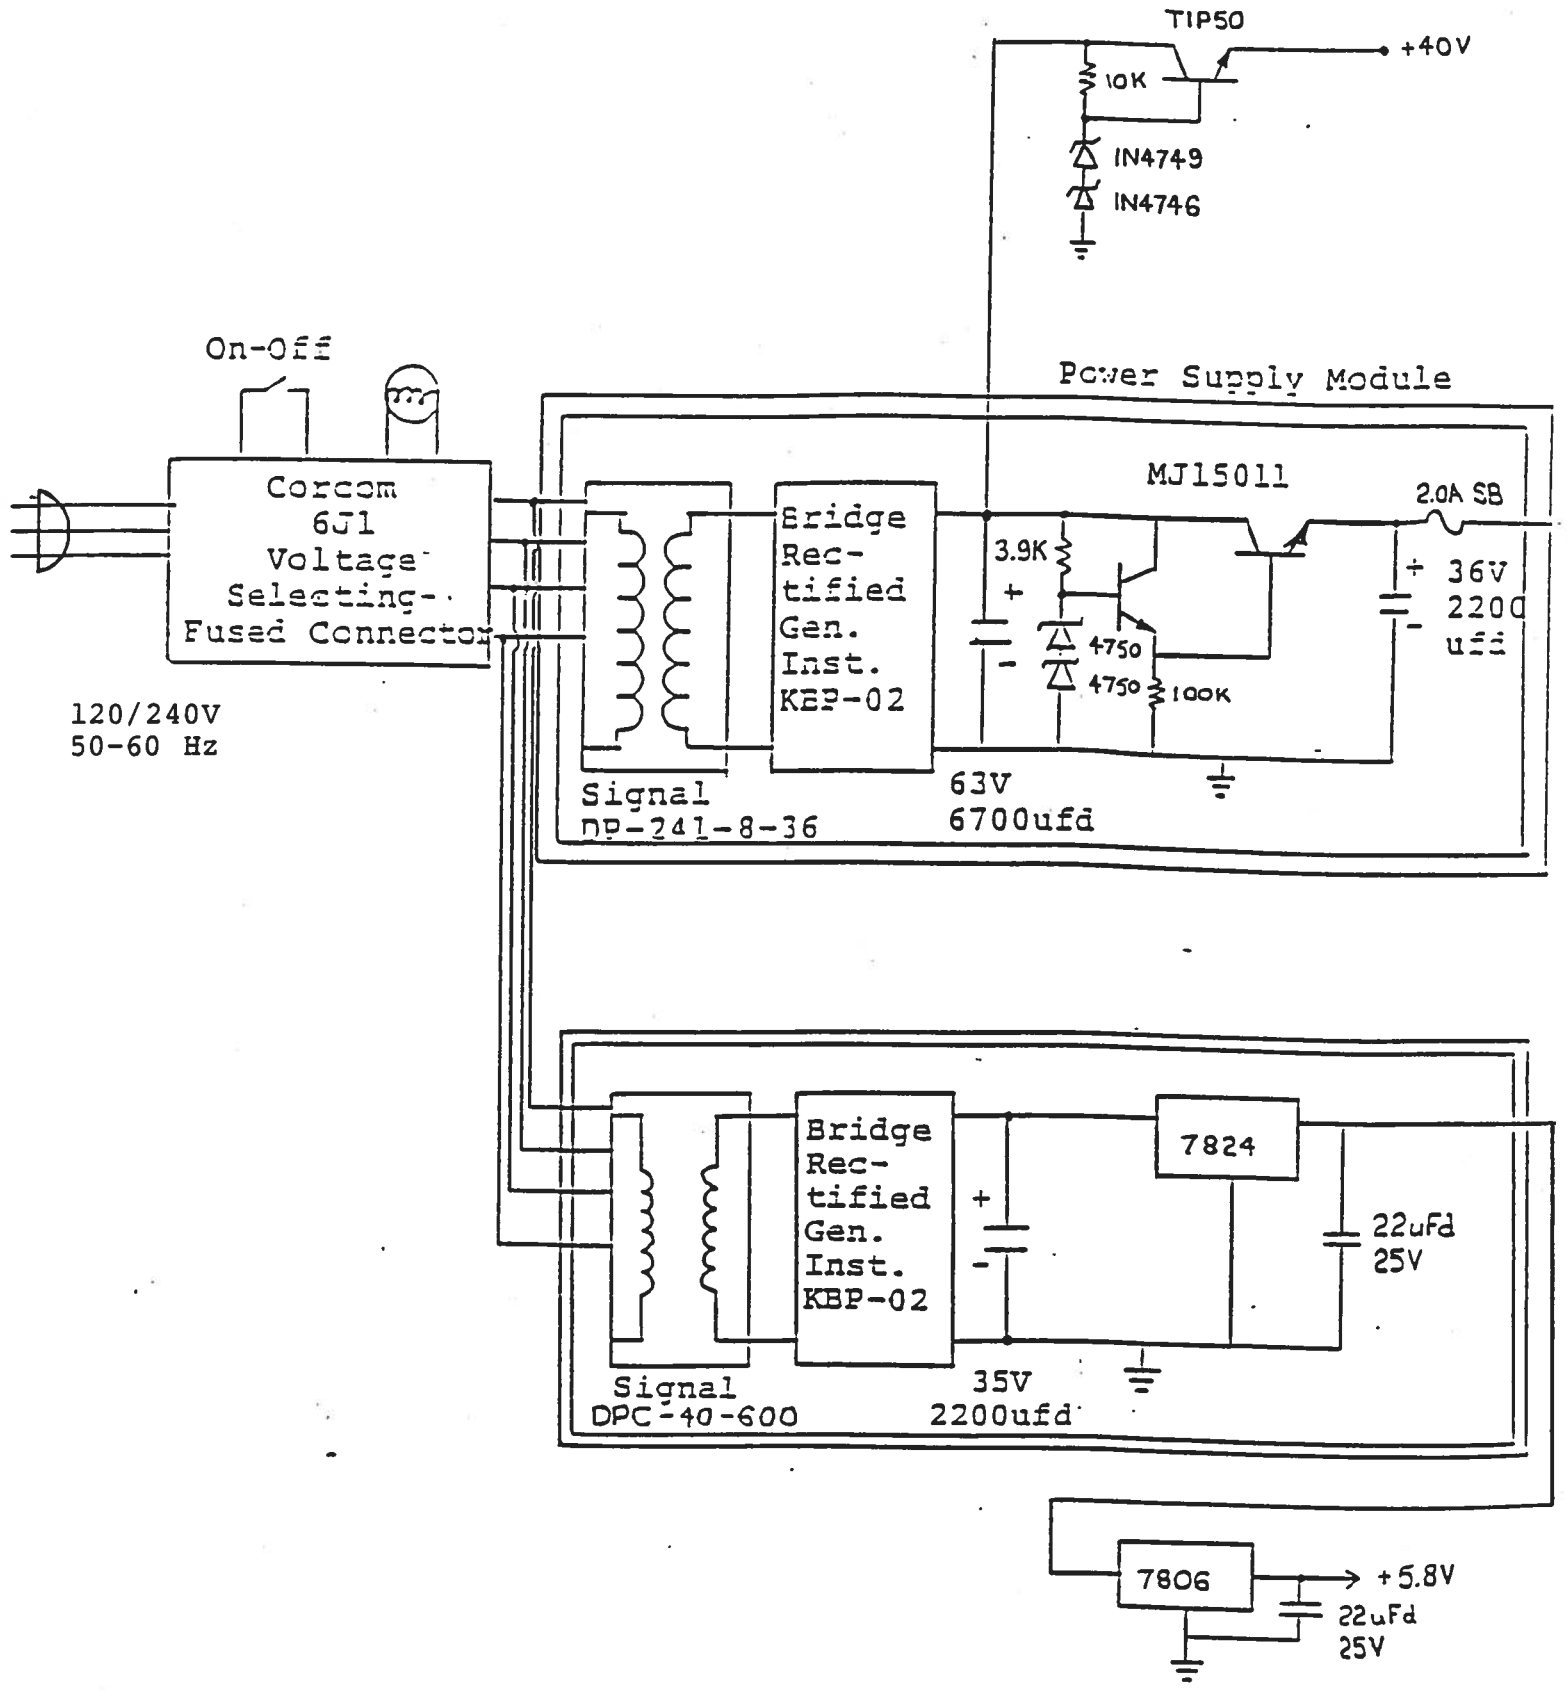 TIP50
+40V
10K
1N4749
1N4746
On-Off
Power Supply Module
Corcom
6J1
Voltage
Selecting-
Fused Connector
120/240V
50-60 Hz
Bridge
Rec-
tified
Gen.
Inst.
KBP-02
MJ15011
2.0A SB
3.9K
+
-
4750
4750
100K
+
-
36V
2200
ufd
Signal
DP-241-8-36
63V
6700ufd
Bridge
Rec-
tified
Gen.
Inst.
KBP-02
+
-
7824
22uFd
25V
Signal
DPC-40-600
35V
2200ufd
7806
+5.8V
22uFd
25V